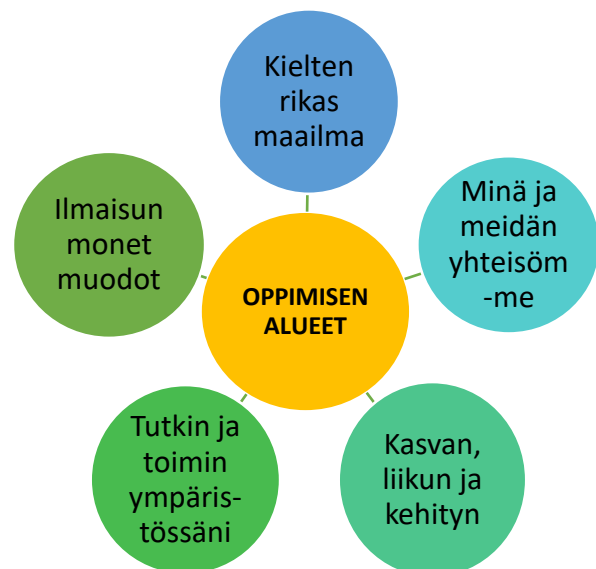 Kielten
rikas
maailma
Ilmaisun
monet
muodot
Minä ja
meidän
yhteisöm
-me
OPPIMISEN
ALUEET
Tutkin ja
toimin
ympäris-
tössäni
Kasvan,
liikun ja
kehityn